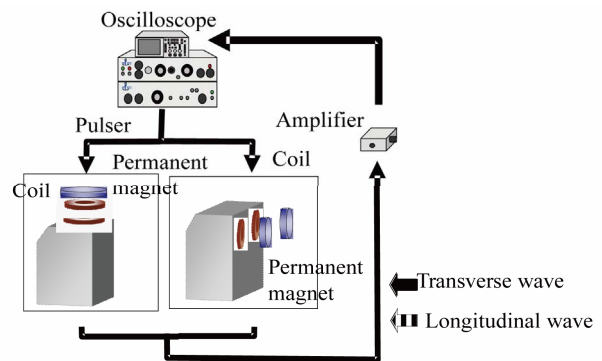 Oscilloscope
Pulser
Amplifier
Permanent
magnet
Coil
Coil
Permanent
magnet
Transverse wave
Longitudinal wave